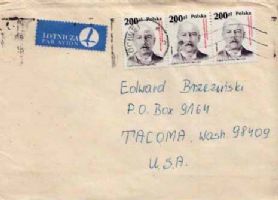 LOTNICZA
PAR AVION
200 zł Polska
200 zł Polska
200 zł Polska
Edward Brzeziński
P.O. Box 9164
TACOMA, Wash 98409
U.S.A.